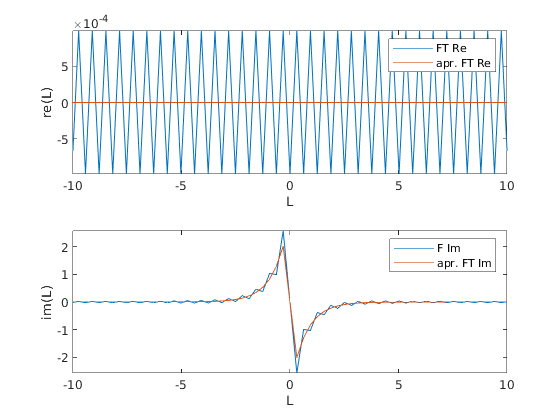 ×10⁻⁴
re(L)
5
0
-5
FT Re
apr. FT Re
-10 -5 0 5 10
L
im(L)
2
1
0
-1
-2
F Im
apr. FT Im
-10 -5 0 5 10
L